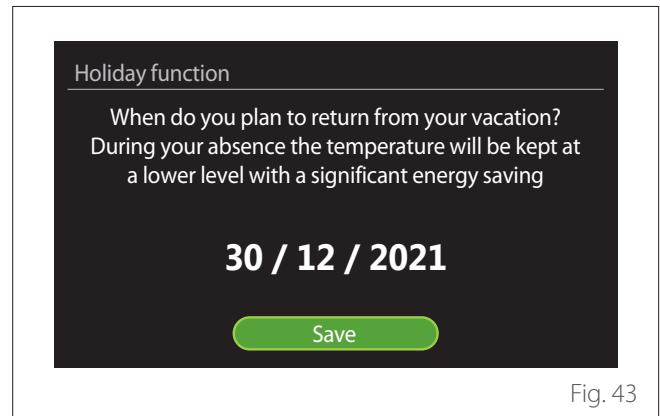 Holiday function
When do you plan to return from your vacation?
During your absence the temperature will be kept at
a lower level with a significant energy saving
30 / 12 / 2021
Save
Fig. 43